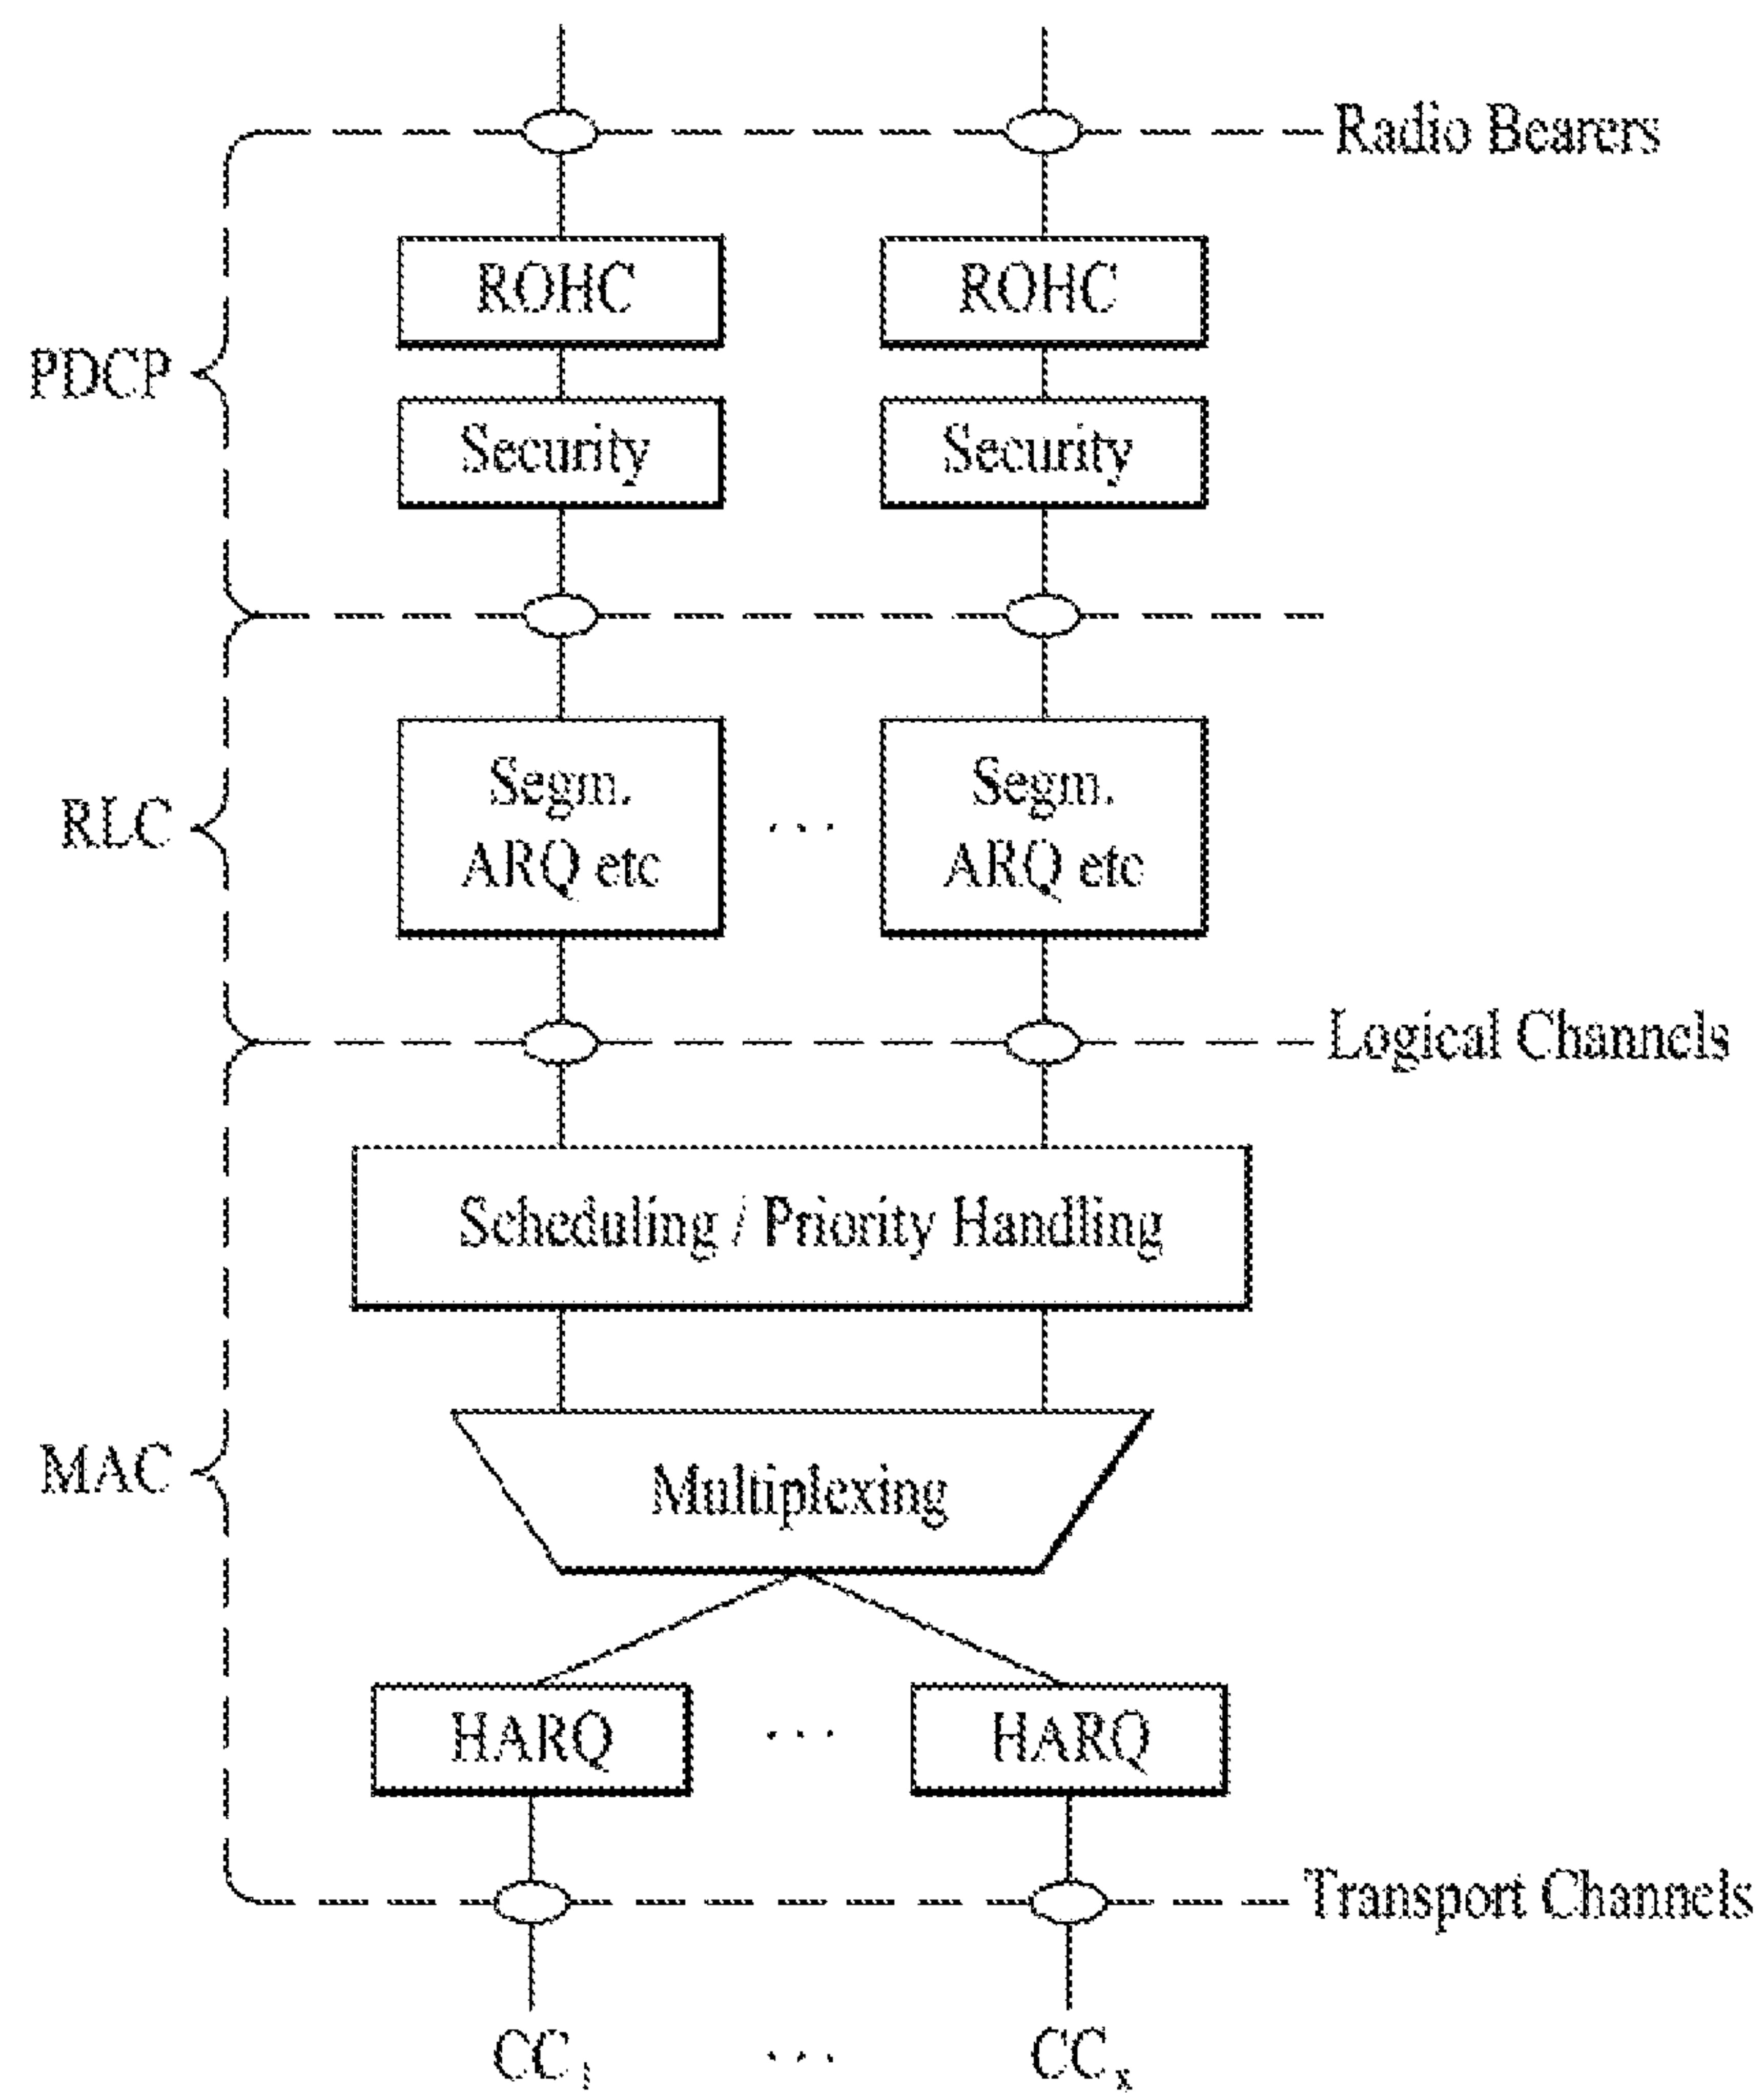 Radio Bearers
ROHC ROHC
PDCP
Security Security
Segm. Segm.
RLC ... 
ARQ etc ARQ etc
Logical Channels
Scheduling / Priority Handling
MAC
Multiplexing
HARQ ... HARQ
Transport Channels
CC1 ... CCx